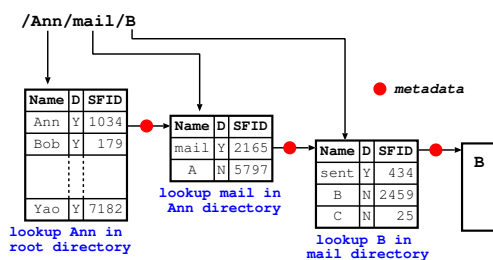 /Ann/mail/B
metadata
Name D SFID
Ann Y 1034
Bob Y 179
Yao Y 7182
lookup Ann in
root directory
Name D SFID
mail Y 2165
A N 5797
lookup mail in
Ann directory
Name D SFID
sent Y 434
B N 2459
C N 25
lookup B in
mail directory
B